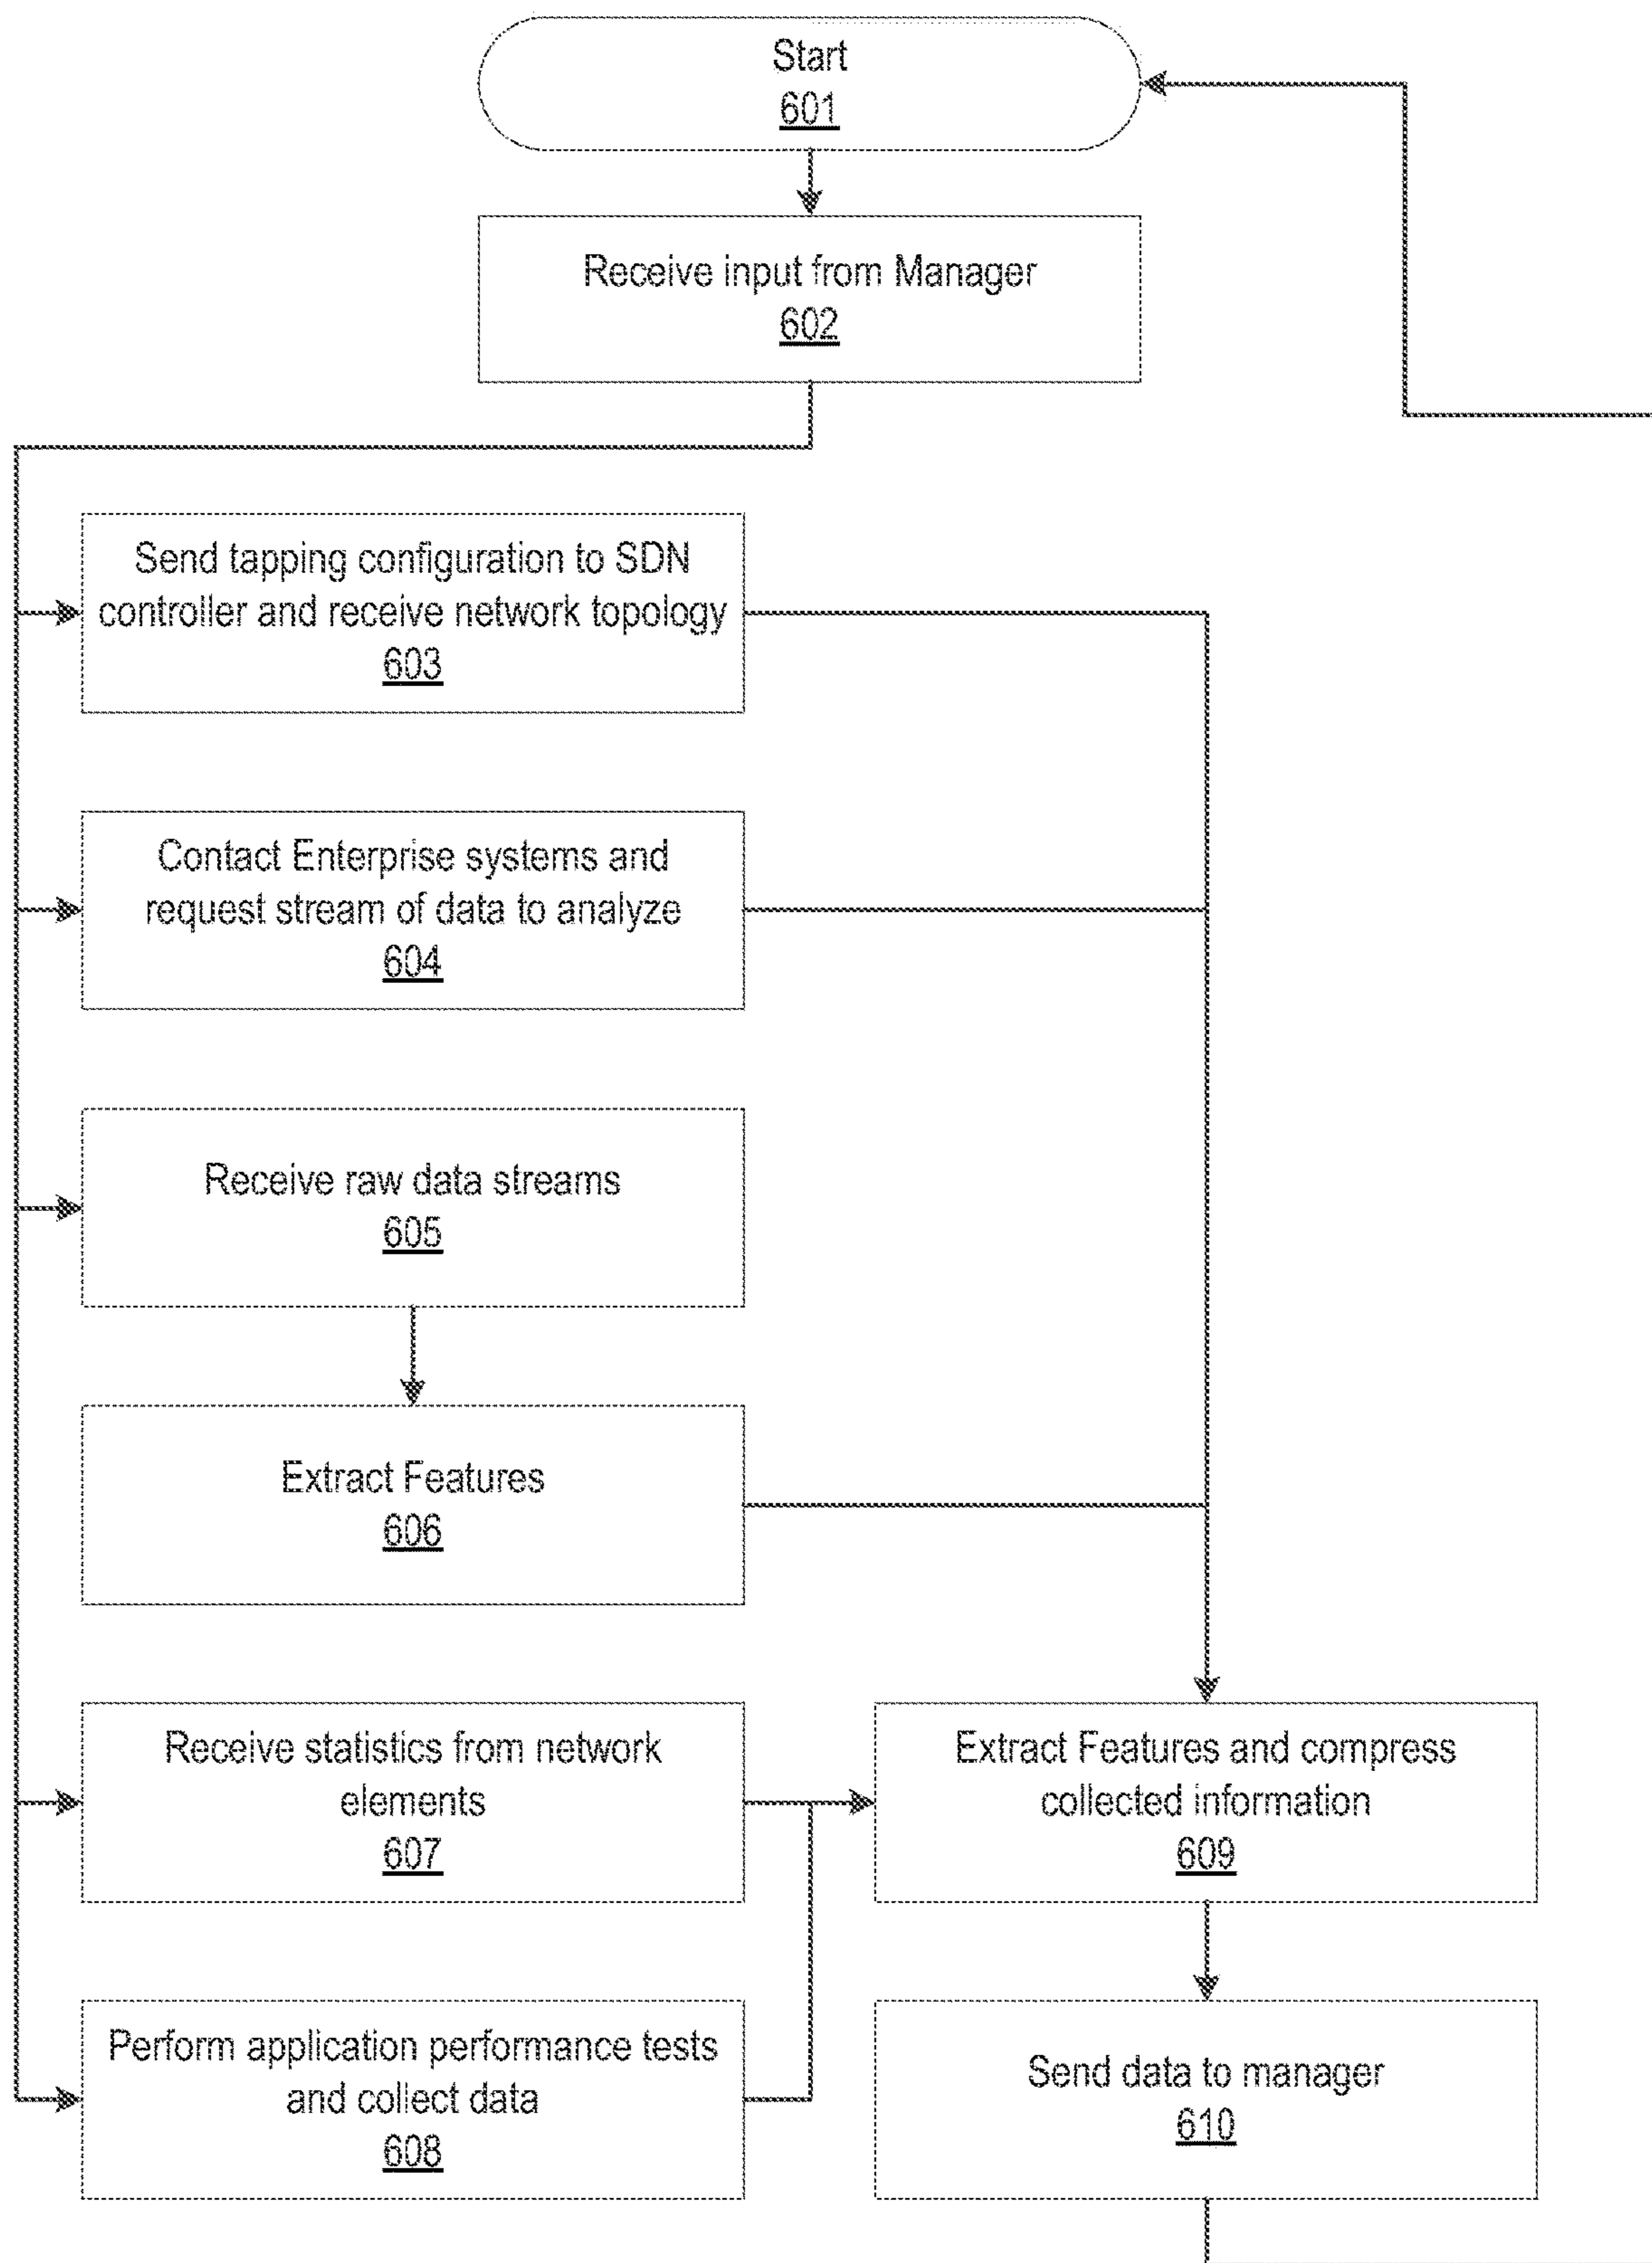 Start
601
Receive input from Manager
602
Send tapping configuration to SDN
controller and receive network topology
603
Contact Enterprise systems and
request stream of data to analyze
604
Receive raw data streams
605
Extract Features
606
Receive statistics from network
elements
607
Extract Features and compress
collected information
609
Perform application performance tests
and collect data
608
Send data to manager
610